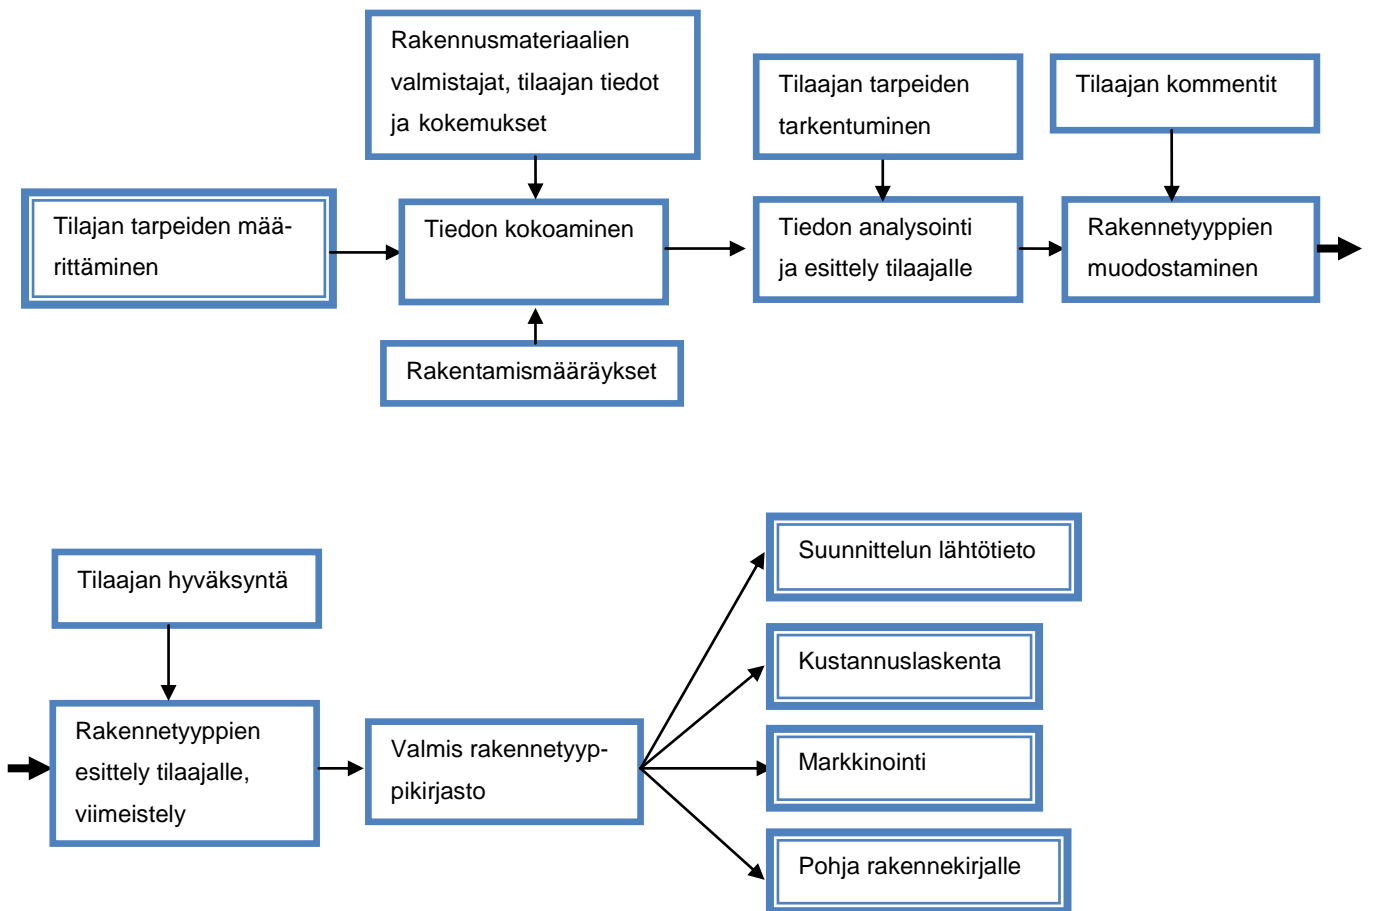 Rakennusmateriaalien
valmistajat, tilaajan tiedot
ja kokemukset
Tilaajan tarpeiden
tarkentuminen
Tilaajan kommentit
Tilajan tarpeiden mää-
rittäminen
Tiedon kokoaminen
Tiedon analysointi
ja esittely tilaajalle
Rakennetyyppien
muodostaminen
Rakentamismääräykset
Tilaajan hyväksyntä
Rakennetyyppien
esittely tilaajalle,
viimeistely
Valmis rakennetyyp-
pikirjasto
Suunnittelun lähtötieto
Kustannuslaskenta
Markkinointi
Pohja rakennekirjalle